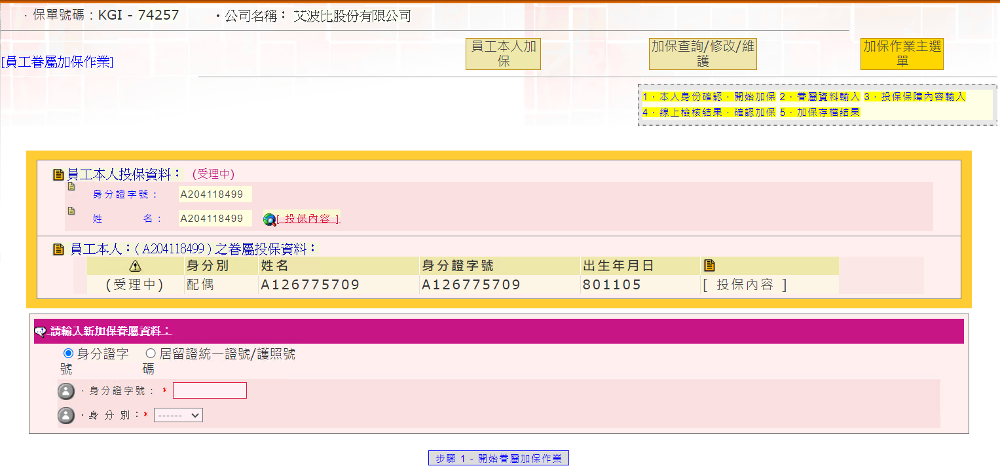 ．保單號碼：KGI - 74257 ．公司名稱： 艾波比股份有限公司
員工本人加保 加保查詢/修改/維護 加保作業主選單
[員工眷屬加保作業]
1．本人身份確認．開始加保 2．眷屬資料輸入 3．投保保障內容輸入
4．線上檢核結果．確認加保 5．加保存檔結果
員工本人投保資料： (受理中)
身分證字號： A204118499
姓 名： A204118499 [ 投保內容 ]
員工本人：( A204118499 ) 之眷屬投保資料：
身分別 姓名 身分證字號 出生年月日
(受理中) 配偶 A126775709 A126775709 801105 [ 投保內容 ]
請輸入新加保眷屬資料：
身分證字號 居留證統一證號/護照號碼
．身分證字號： *
．身 分 別：* ------
步驟 1 - 開始眷屬加保作業